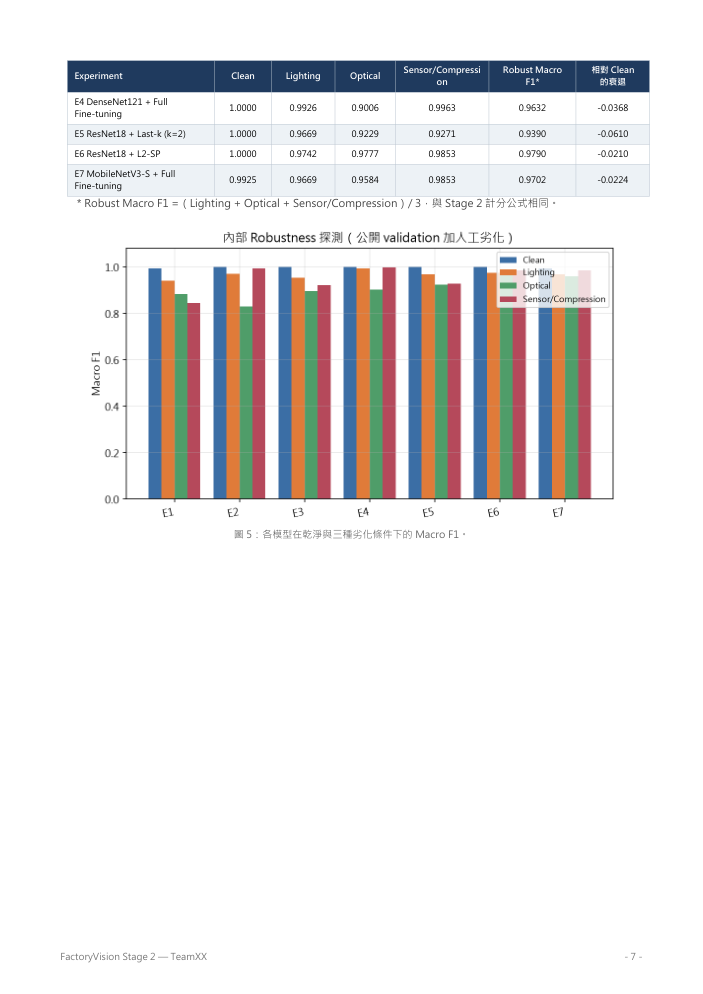 Experiment Clean Lighting Optical Sensor/Compressi on Robust Macro F1* 相對 Clean 的衰退
E4 DenseNet121 + Full Fine-tuning 1.0000 0.9926 0.9006 0.9963 0.9632 -0.0368
E5 ResNet18 + Last-k (k=2) 1.0000 0.9669 0.9229 0.9271 0.9390 -0.0610
E6 ResNet18 + L2-SP 1.0000 0.9742 0.9777 0.9853 0.9790 -0.0210
E7 MobileNetV3-S + Full Fine-tuning 0.9925 0.9669 0.9584 0.9853 0.9702 -0.0224
* Robust Macro F1 =（Lighting + Optical + Sensor/Compression）/ 3，與 Stage 2 計分公式相同。
內部 Robustness 探測（公開 validation 加人工劣化）
Clean
Lighting
Optical
Sensor/Compression
Macro F1
1.0
0.8
0.6
0.4
0.2
0.0
E1 E2 E3 E4 E5 E6 E7
圖 5：各模型在乾淨與三種劣化條件下的 Macro F1。
FactoryVision Stage 2 — TeamXX - 7 -